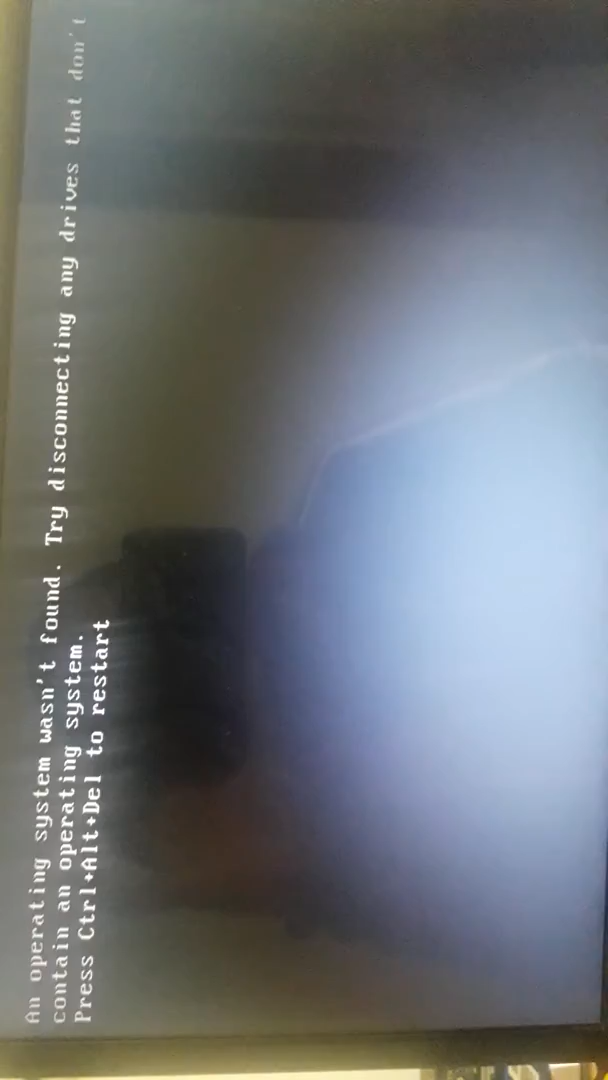 An operating system wasn't found. Try disconnecting any drives that don't
contain an operating system.
Press Ctrl+Alt+Del to restart